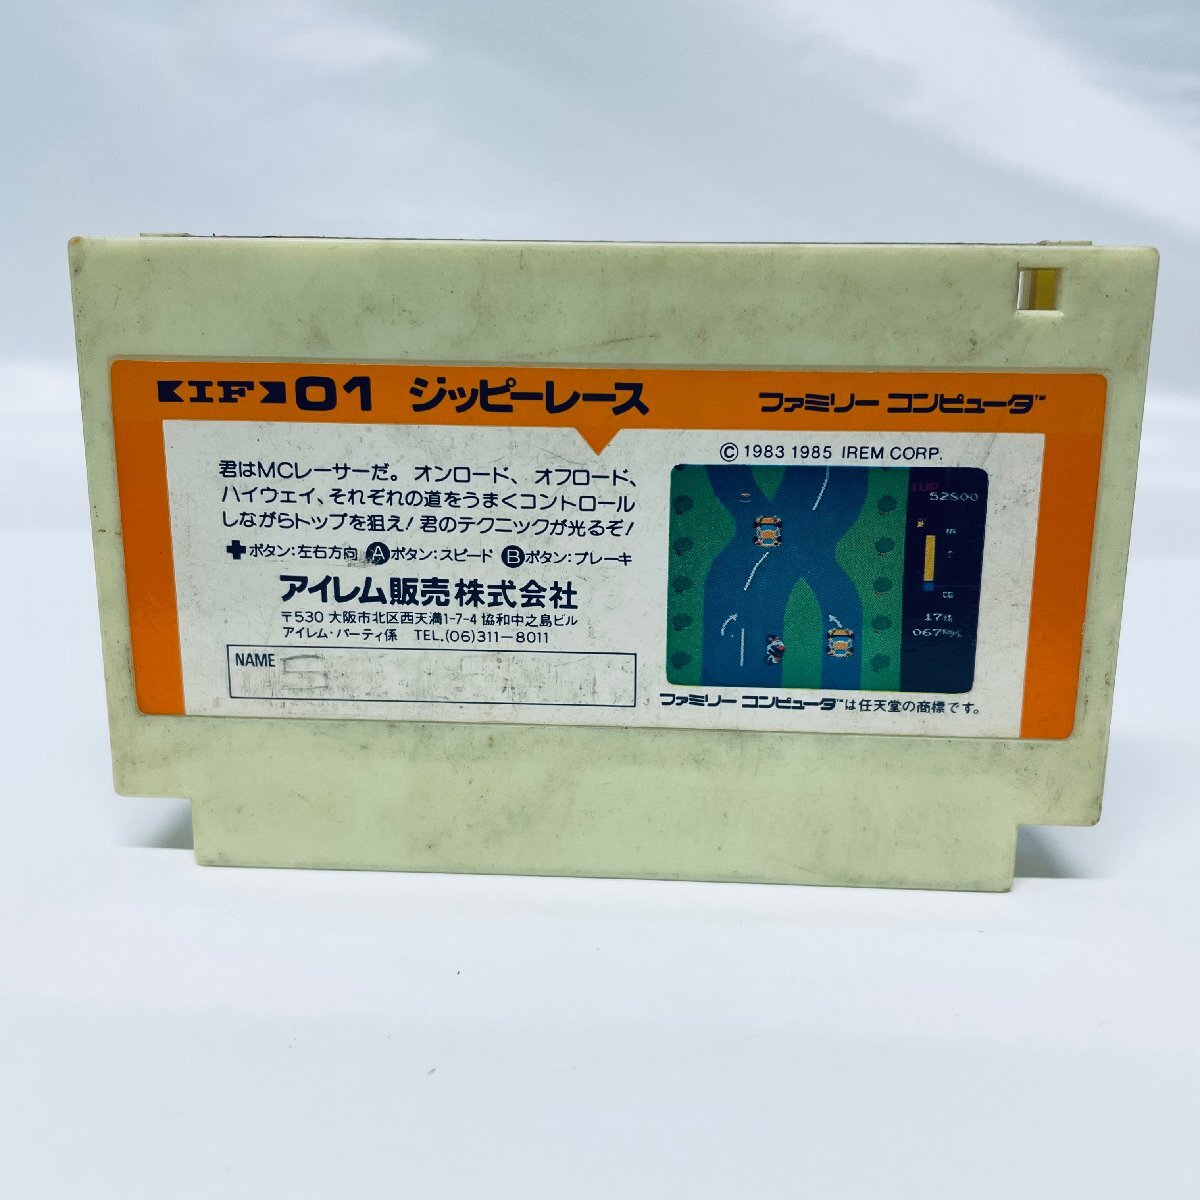 【IF】01 ジッピーレース ファミリー コンピュータ™
君はMCレーサーだ。オンロード、オフロード、
ハイウェイ、それぞれの道をうまくコントロール
しながらトップを狙え!君のテクニックが光るぞ!
✚ボタン:左右方向 Ⓐボタン:スピード Ⓑボタン:ブレーキ
アイレム販売株式会社
〒530 大阪市北区西天満1-7-4 協和中之島ビル
アイレム・パーティ係 TEL.(06)311-8011
NAME
© 1983 1985 IREM CORP.
1UP
52800
17位
067Km/h
ファミリー コンピュータ™は任天堂の商標です。